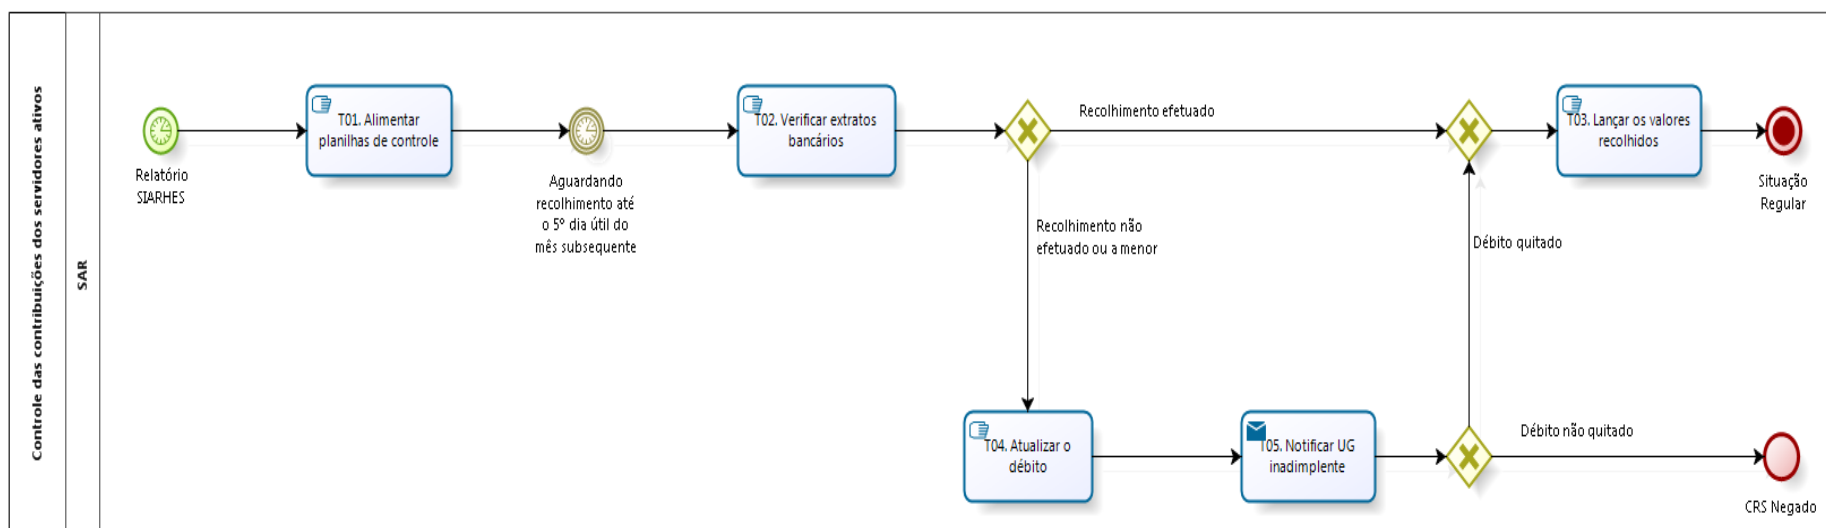 Controle das contribuições dos servidores ativos
SAR
Relatório
SIARHES
T01. Alimentar
planilhas de controle
Aguardando
recolhimento até
o 5º dia útil do
mês subsequente
T02. Verificar extratos
bancários
Recolhimento efetuado
Recolhimento não
efetuado ou a menor
T03. Lançar os valores
recolhidos
Situação
Regular
Débito quitado
T04. Atualizar o
débito
T05. Notificar UG
inadimplente
Débito não quitado
CRS Negado